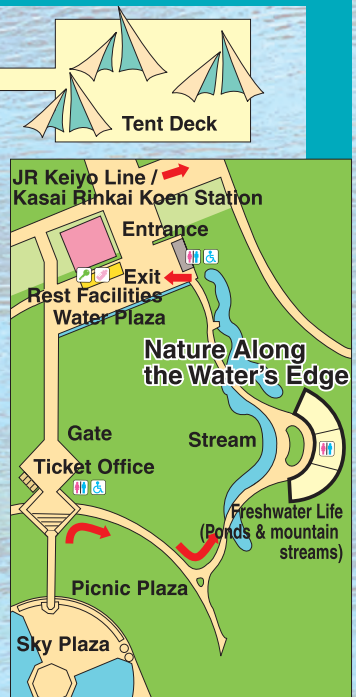 Tent Deck
JR Keiyo Line /
Kasai Rinkai Koen Station
Entrance
Exit
Rest Facilities
Water Plaza
Nature Along
the Water's Edge
Gate
Stream
Ticket Office
Freshwater Life
(Ponds & mountain
streams)
Picnic Plaza
Sky Plaza